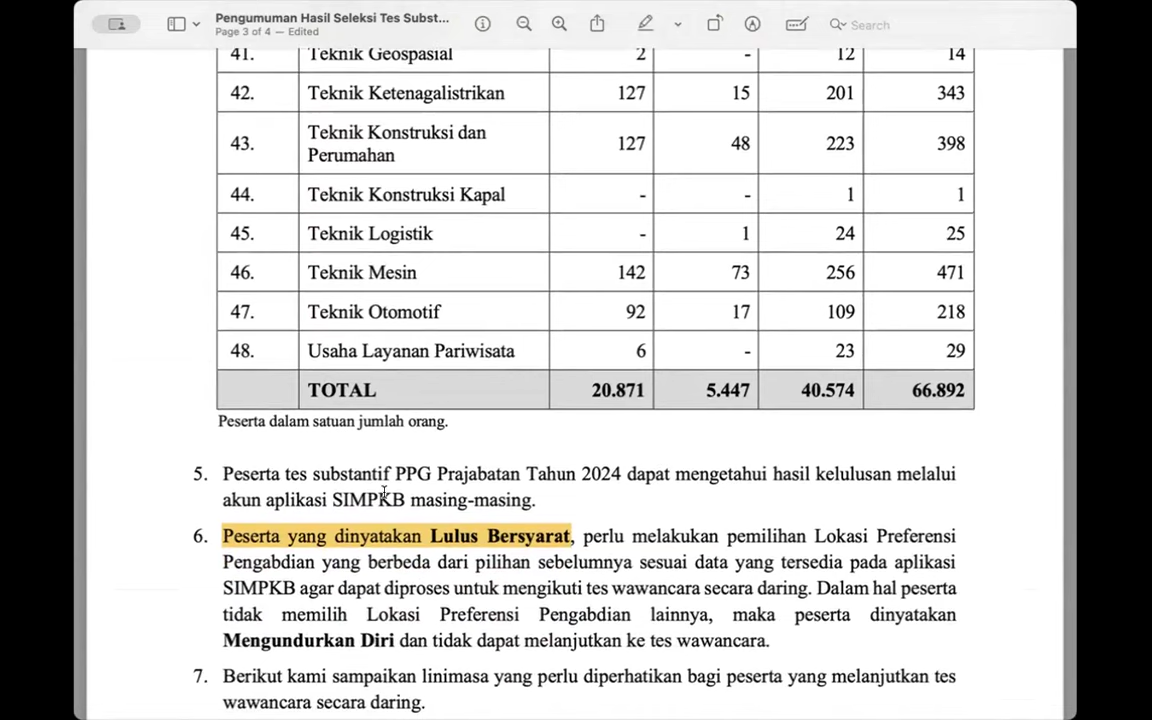 Pengumuman Hasil Seleksi Tes Subst...
Page 3 of 4 — Edited
Search
41. Teknik Geospasial 2 - 12 14
42. Teknik Ketenagalistrikan 127 15 201 343
43. Teknik Konstruksi dan Perumahan 127 48 223 398
44. Teknik Konstruksi Kapal - - 1 1
45. Teknik Logistik - 1 24 25
46. Teknik Mesin 142 73 256 471
47. Teknik Otomotif 92 17 109 218
48. Usaha Layanan Pariwisata 6 - 23 29
TOTAL 20.871 5.447 40.574 66.892
Peserta dalam satuan jumlah orang.
5. Peserta tes substantif PPG Prajabatan Tahun 2024 dapat mengetahui hasil kelulusan melalui
akun aplikasi SIMPKB masing-masing.
6. Peserta yang dinyatakan Lulus Bersyarat, perlu melakukan pemilihan Lokasi Preferensi
Pengabdian yang berbeda dari pilihan sebelumnya sesuai data yang tersedia pada aplikasi
SIMPKB agar dapat diproses untuk mengikuti tes wawancara secara daring. Dalam hal peserta
tidak memilih Lokasi Preferensi Pengabdian lainnya, maka peserta dinyatakan
Mengundurkan Diri dan tidak dapat melanjutkan ke tes wawancara.
7. Berikut kami sampaikan linimasa yang perlu diperhatikan bagi peserta yang melanjutkan tes
wawancara secara daring.